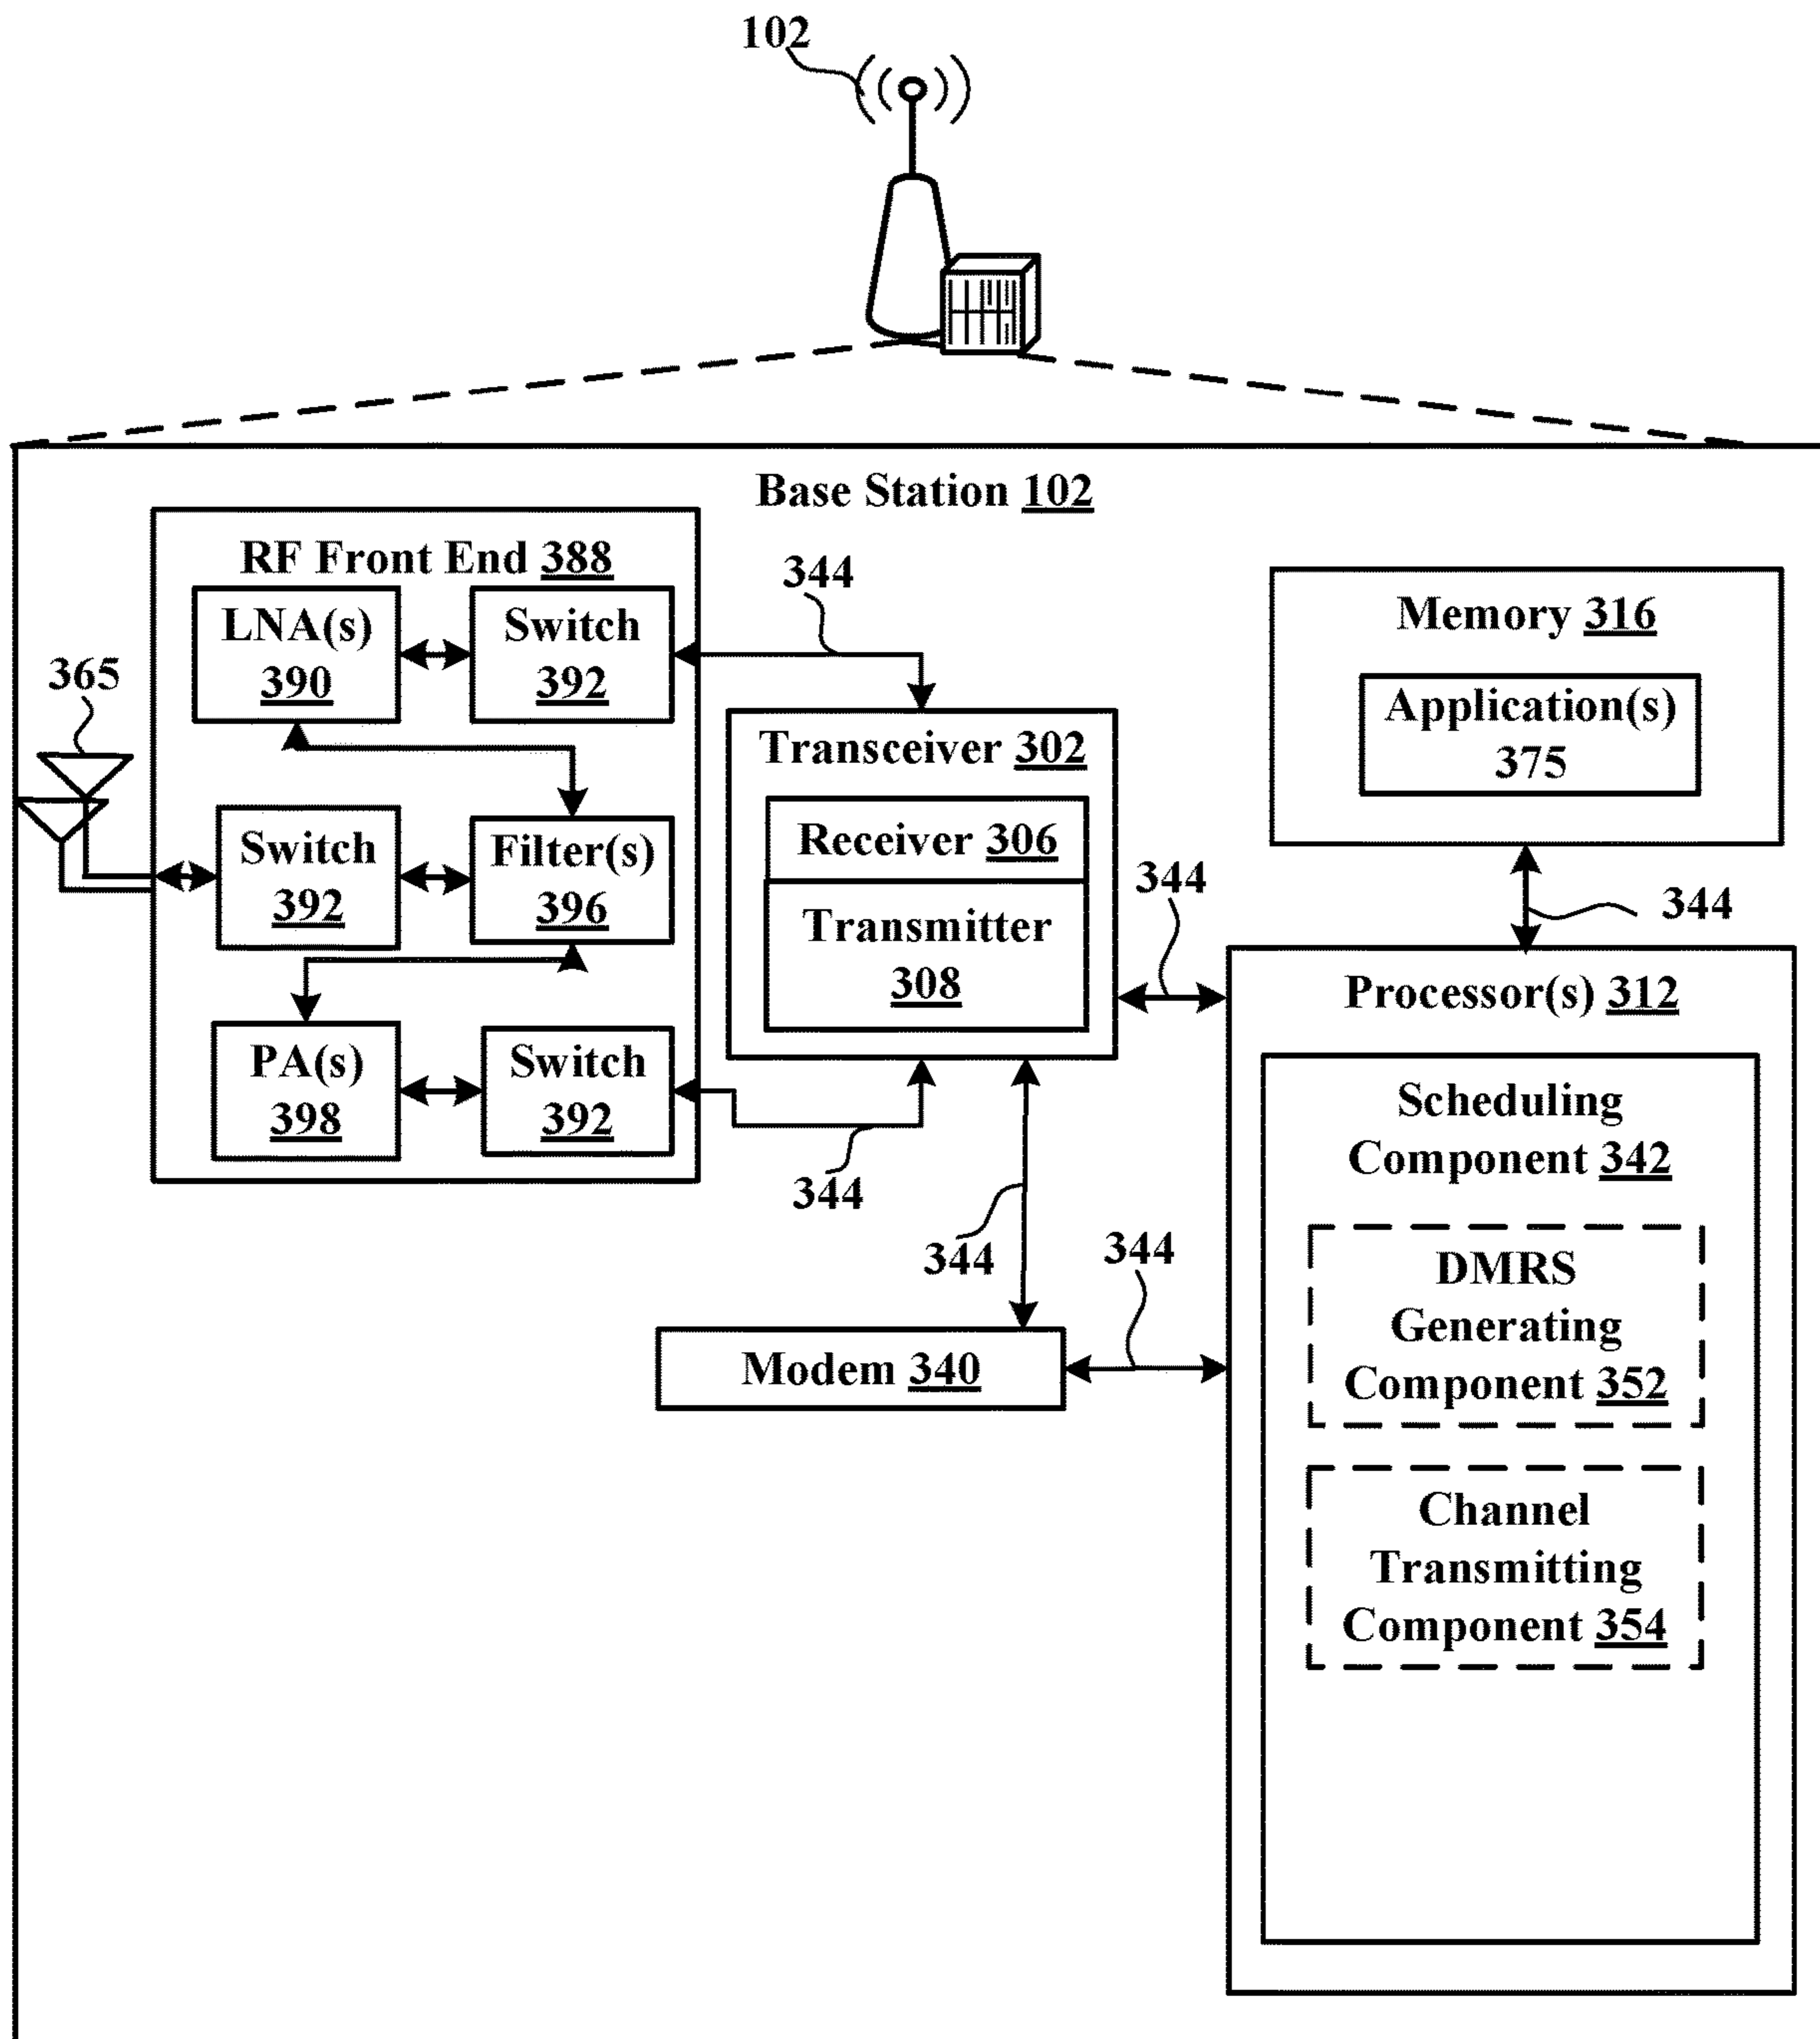 102
Base Station 102
RF Front End 388
LNA(s)
390
Switch
392
344
365
Switch
392
Filter(s)
396
PA(s)
398
Switch
392
344
Transceiver 302
Receiver 306
Transmitter
308
344
344
Modem 340
344
Memory 316
Application(s)
375
344
Processor(s) 312
Scheduling
Component 342
DMRS
Generating
Component 352
Channel
Transmitting
Component 354